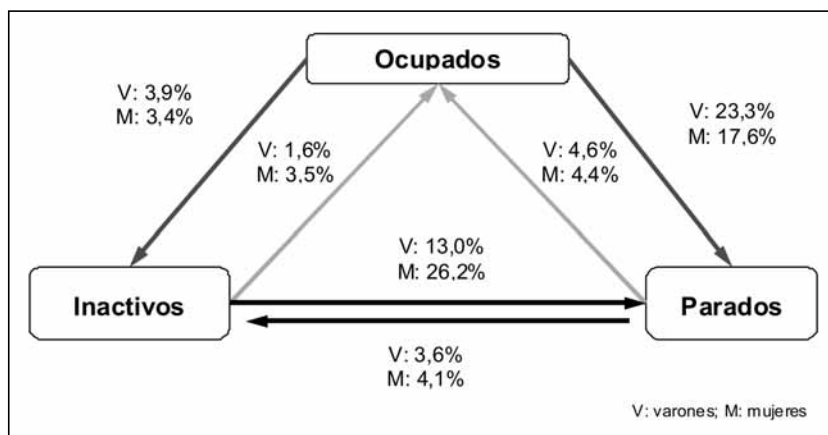 Ocupados
V: 3,9%
M: 3,4%
V: 23,3%
M: 17,6%
V: 1,6%
M: 3,5%
V: 4,6%
M: 4,4%
V: 13,0%
M: 26,2%
Inactivos
Parados
V: 3,6%
M: 4,1%
V: varones; M: mujeres